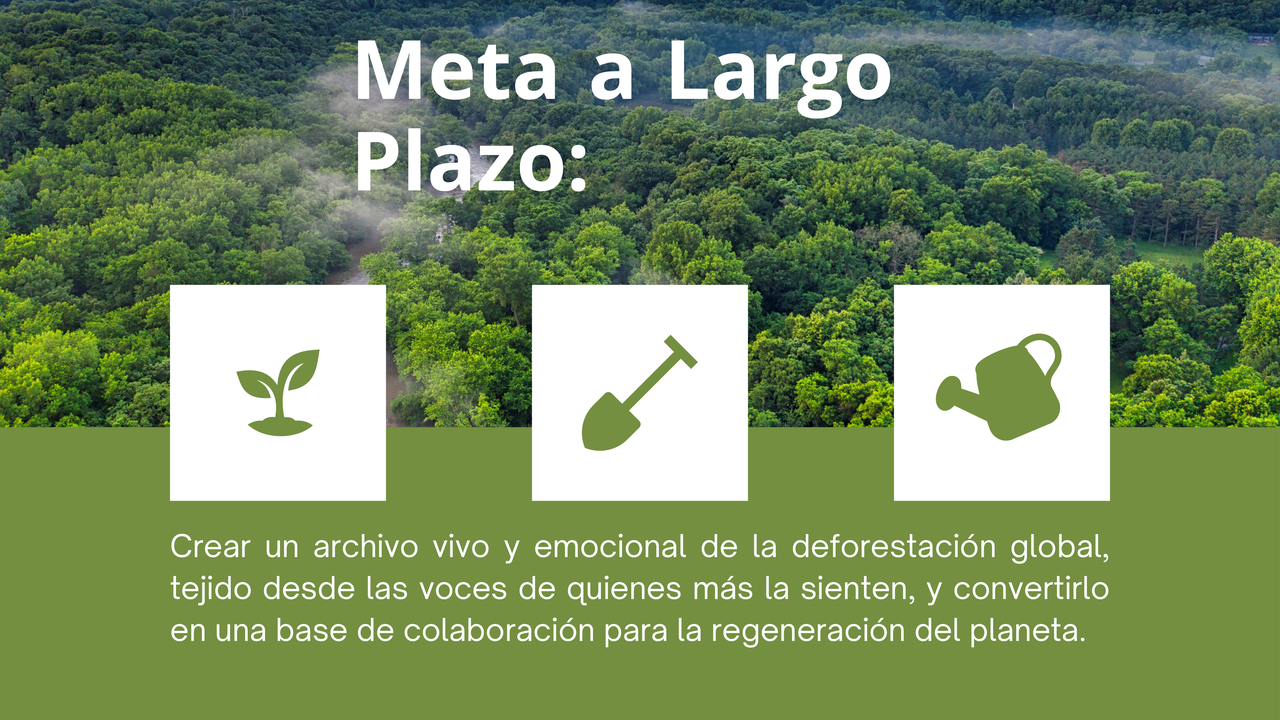 Meta a Largo
Plazo:
Crear un archivo vivo y emocional de la deforestación global,
tejido desde las voces de quienes más la sienten, y convertirlo
en una base de colaboración para la regeneración del planeta.